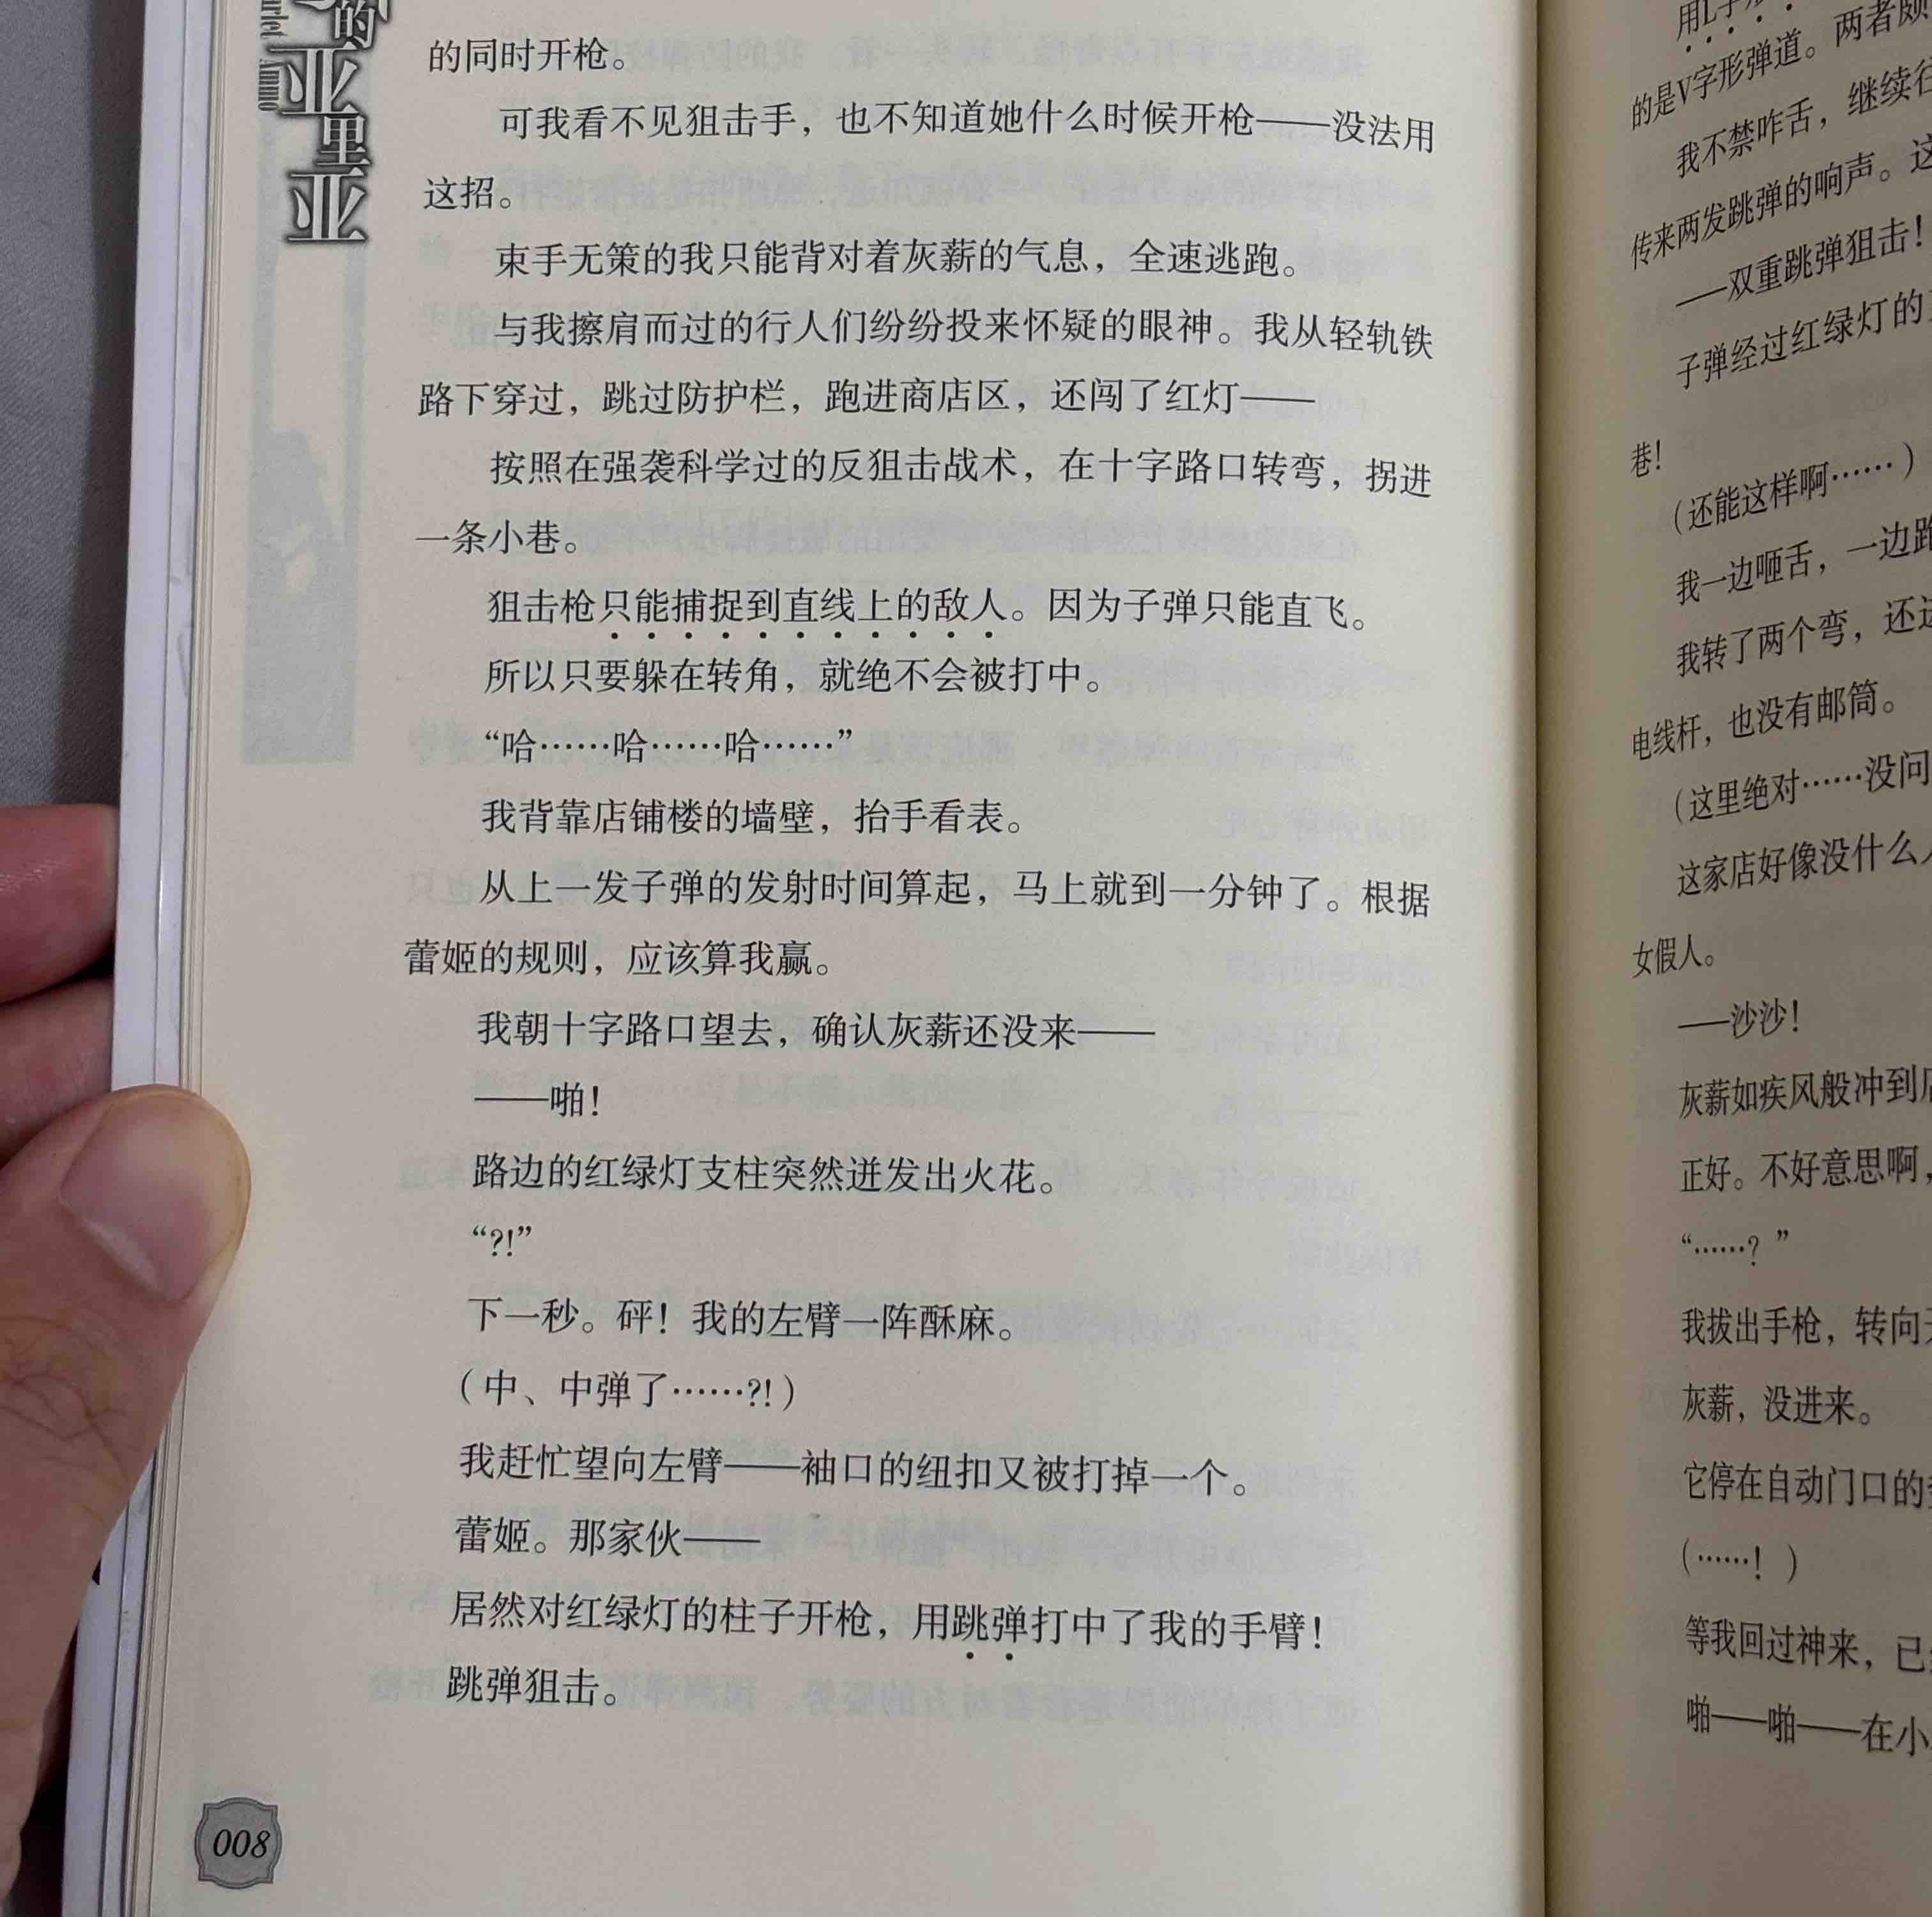 的
亚
里
亚
的同时开枪。
可我看不见狙击手，也不知道她什么时候开枪——没法用
这招。
束手无策的我只能背对着灰薪的气息，全速逃跑。
与我擦肩而过的行人们纷纷投来怀疑的眼神。我从轻轨铁
路下穿过，跳过防护栏，跑进商店区，还闯了红灯——
按照在强袭科学过的反狙击战术，在十字路口转弯，拐进
一条小巷。
狙击枪只能捕捉到直线上的敌人。因为子弹只能直飞。
所以只要躲在转角，就绝不会被打中。
“哈……哈……哈……”
我背靠店铺楼的墙壁，抬手看表。
从上一发子弹的发射时间算起，马上就到一分钟了。根据
蕾姬的规则，应该算我赢。
我朝十字路口望去，确认灰薪还没来——
——啪！
路边的红绿灯支柱突然迸发出火花。
“?!”
下一秒。砰！我的左臂一阵酥麻。
（中、中弹了……?!）
我赶忙望向左臂——袖口的纽扣又被打掉一个。
蕾姬。那家伙——
居然对红绿灯的柱子开枪，用跳弹打中了我的手臂！
跳弹狙击。
008
用L字
的是V字形弹道。两者颇
我不禁咋舌，继续往
传来两发跳弹的响声。这
——双重跳弹狙击！
子弹经过红绿灯的
巷！
（还能这样啊……）
我一边咂舌，一边跑
我转了两个弯，还
电线杆，也没有邮筒。
（这里绝对……没问
这家店好像没什么
女假人。
——沙沙！
灰薪如疾风般冲到
正好。不好意思啊，
“……？”
我拔出手枪，转向
灰薪，没进来。
它停在自动门口的
（……！）
等我回过神来，已
啪——啪——在小